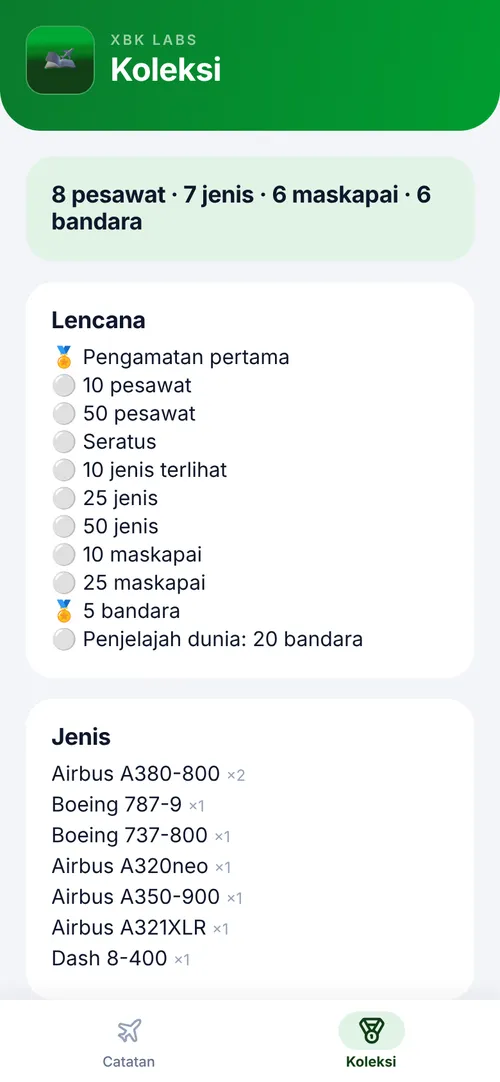 XBK LABS
Koleksi
8 pesawat · 7 jenis · 6 maskapai · 6
bandara
Lencana
🏅 Pengamatan pertama
⚪ 10 pesawat
⚪ 50 pesawat
⚪ Seratus
⚪ 10 jenis terlihat
⚪ 25 jenis
⚪ 50 jenis
⚪ 10 maskapai
⚪ 25 maskapai
🏅 5 bandara
⚪ Penjelajah dunia: 20 bandara
Jenis
Airbus A380-800 ×2
Boeing 787-9 ×1
Boeing 737-800 ×1
Airbus A320neo ×1
Airbus A350-900 ×1
Airbus A321XLR ×1
Dash 8-400 ×1
Catatan
Koleksi